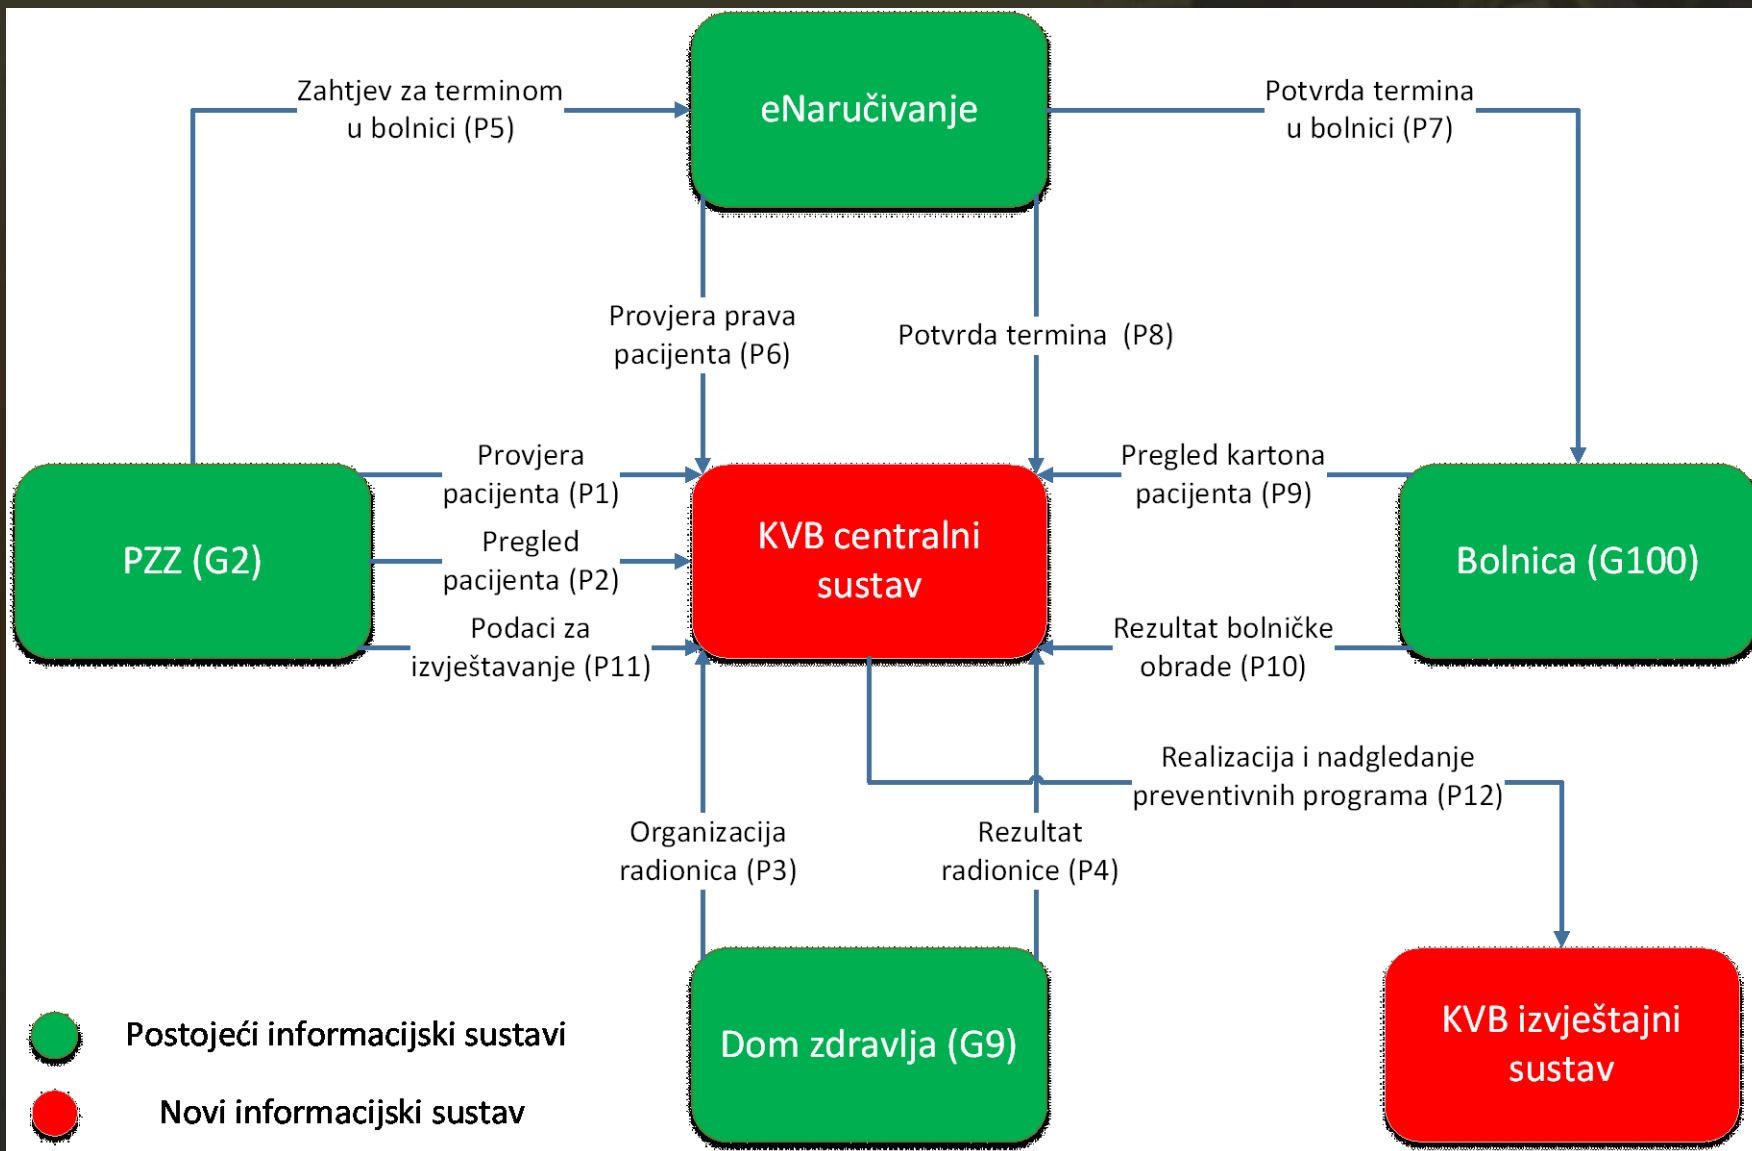 eNaručivanje
Zahtjev za terminom
u bolnici (P5)
Potvrda termina
u bolnici (P7)
Provjera prava
pacijenta (P6)
Potvrda termina (P8)
Provjera
pacijenta (P1)
Pregled kartona
pacijenta (P9)
PZZ (G2)
Pregled
pacijenta (P2)
KVB centralni
sustav
Bolnica (G100)
Podaci za
izvještavanje (P11)
Rezultat bolničke
obrade (P10)
Realizacija i nadgledanje
preventivnih programa (P12)
Organizacija
radionica (P3)
Rezultat
radionice (P4)
Dom zdravlja (G9)
KVB izvještajni
sustav
Postojeći informacijski sustavi
Novi informacijski sustav